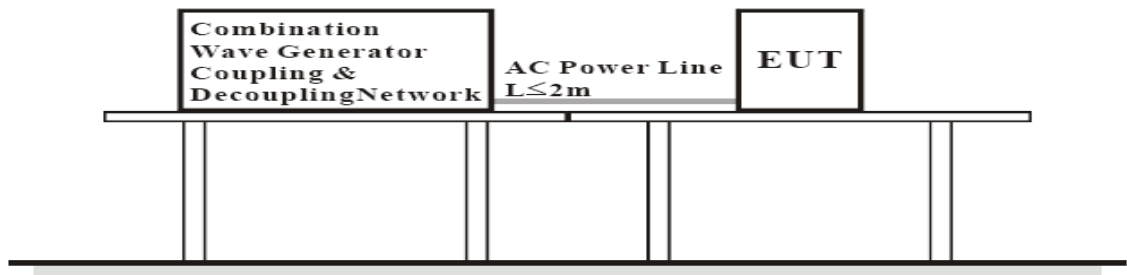 Combination
Wave Generator
Coupling &
DecouplingNetwork
AC Power Line
L≤2m
EUT